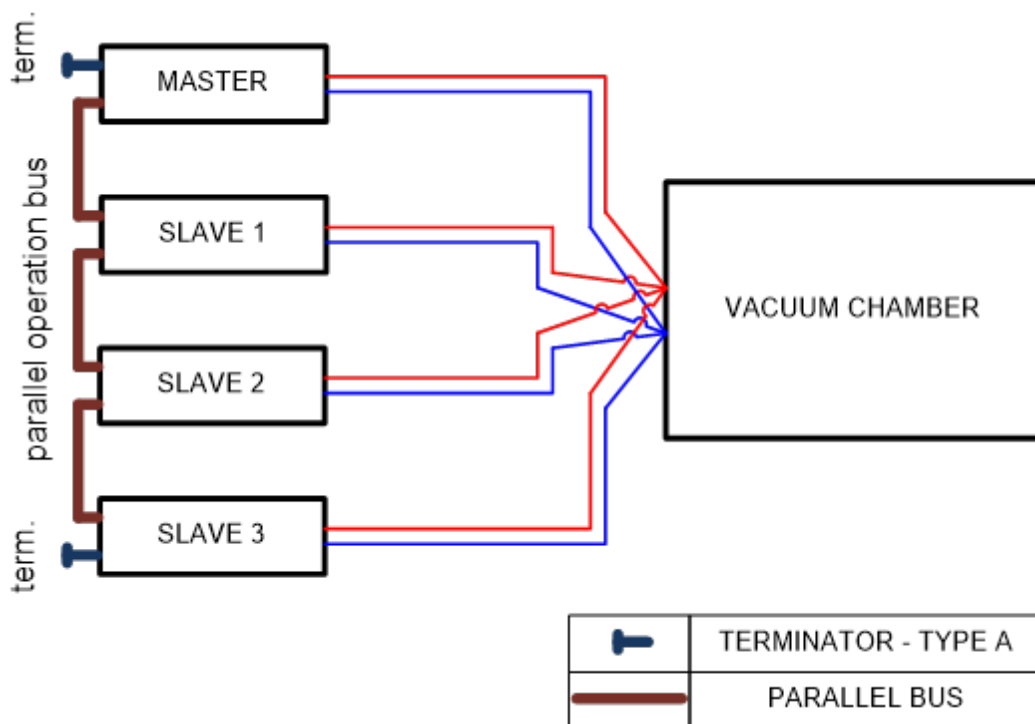 term.
MASTER
parallel operation bus
SLAVE 1
VACUUM CHAMBER
SLAVE 2
SLAVE 3
term.
TERMINATOR - TYPE A
PARALLEL BUS